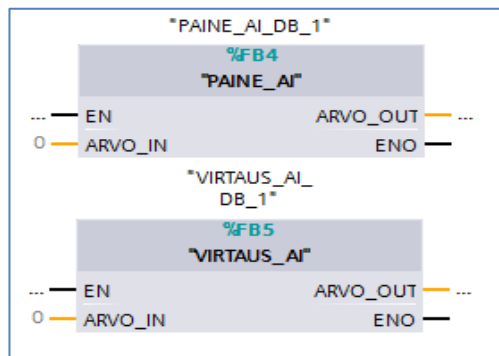 "PAINE_AI_DB_1"
%FB4
"PAINE_AI"
... EN ARVO_OUT ...
0 ARVO_IN ENO
"VIRTAUS_AI_
DB_1"
%FB5
"VIRTAUS_AI"
... EN ARVO_OUT ...
0 ARVO_IN ENO